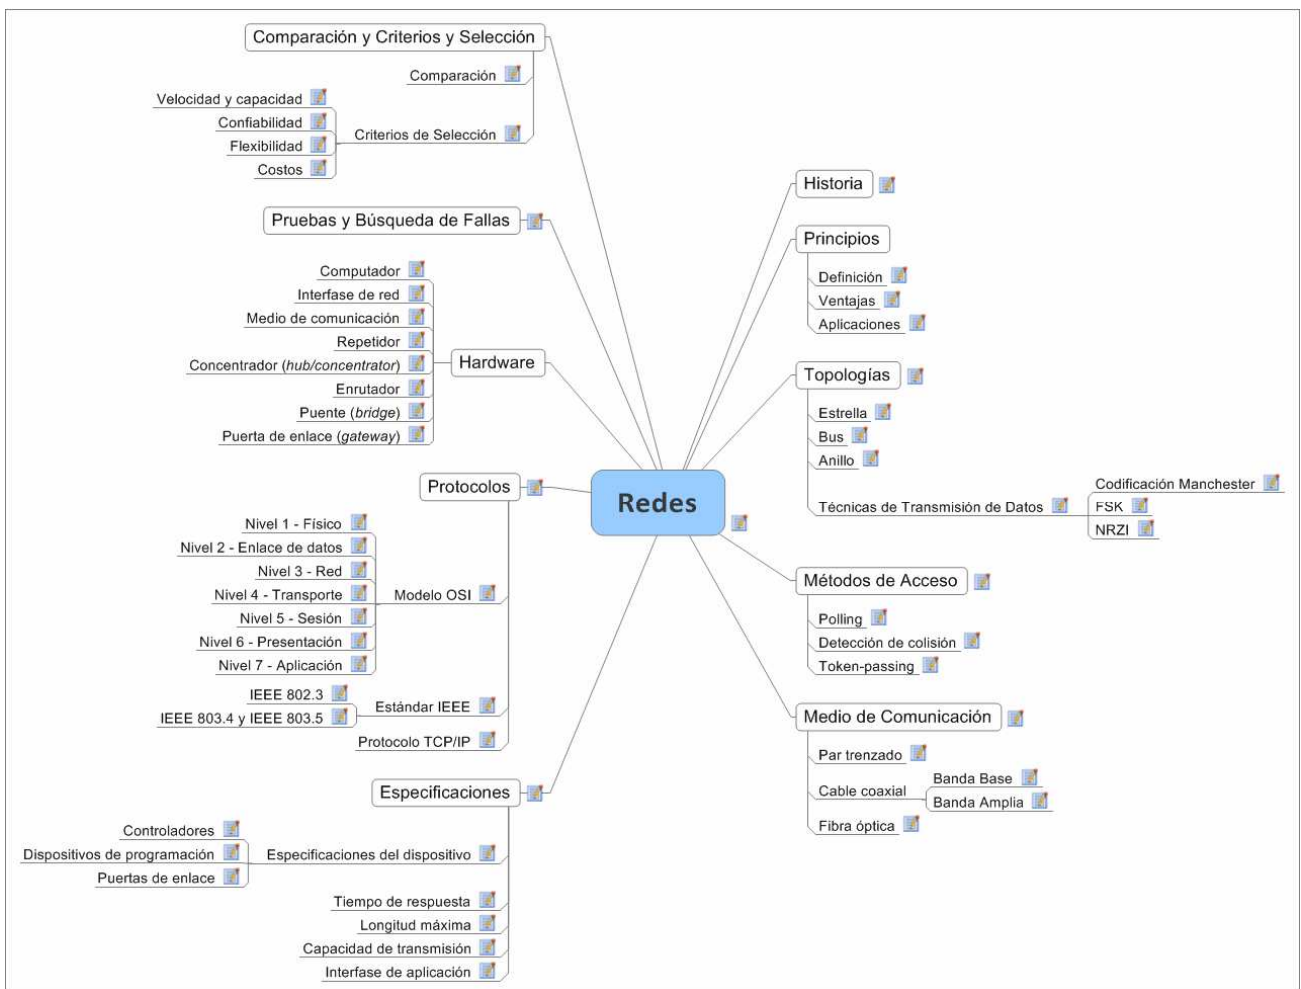 Redes
Historia
Principios
Definición
Ventajas
Aplicaciones
Topologías
Estrella
Bus
Anillo
Técnicas de Transmisión de Datos
Codificación Manchester
FSK
NRZI
Métodos de Acceso
Polling
Detección de colisión
Token-passing
Medio de Comunicación
Par trenzado
Cable coaxial
Banda Base
Banda Amplia
Fibra óptica
Comparación y Criterios y Selección
Comparación
Criterios de Selección
Velocidad y capacidad
Confiabilidad
Flexibilidad
Costos
Pruebas y Búsqueda de Fallas
Hardware
Computador
Interfase de red
Medio de comunicación
Repetidor
Concentrador (hub/concentrator)
Enrutador
Puente (bridge)
Puerta de enlace (gateway)
Protocolos
Modelo OSI
Nivel 1 - Físico
Nivel 2 - Enlace de datos
Nivel 3 - Red
Nivel 4 - Transporte
Nivel 5 - Sesión
Nivel 6 - Presentación
Nivel 7 - Aplicación
Estándar IEEE
IEEE 802.3
IEEE 803.4 y IEEE 803.5
Protocolo TCP/IP
Especificaciones
Especificaciones del dispositivo
Controladores
Dispositivos de programación
Puertas de enlace
Tiempo de respuesta
Longitud máxima
Capacidad de transmisión
Interfase de aplicación